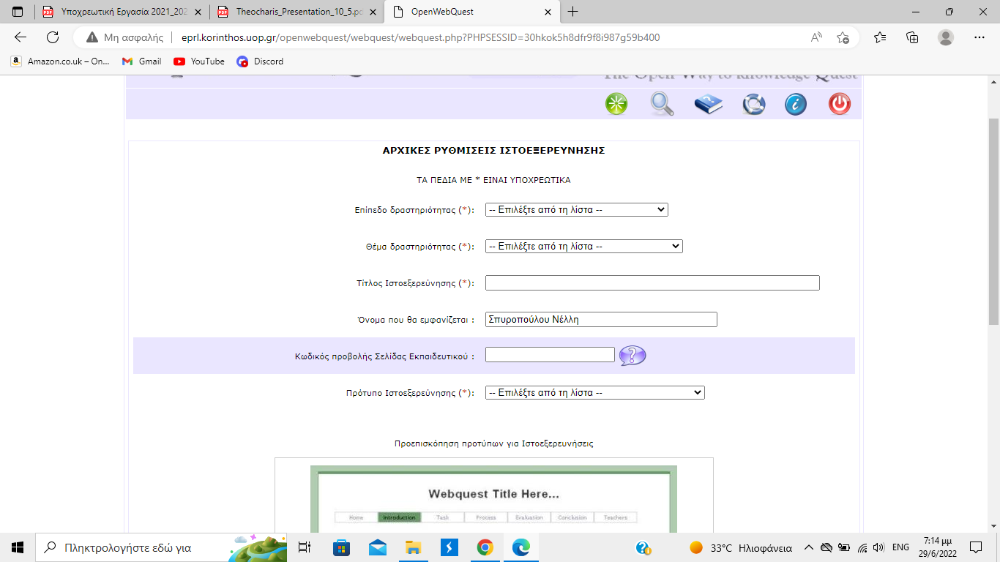 Υποχρεωτική Εργασία 2021_202
Theocharis_Presentation_10_5.pd
OpenWebQuest
Μη ασφαλής
eprl.korinthos.uop.gr/openwebquest/webquest/webquest.php?PHPSESSID=30hkok5h8dfr9f8i987g59b400
Amazon.co.uk – On...
Gmail
YouTube
Discord
The Open Way to knowledge Quest
ΑΡΧΙΚΕΣ ΡΥΘΜΙΣΕΙΣ ΙΣΤΟΕΞΕΡΕΥΝΗΣΗΣ
ΤΑ ΠΕΔΙΑ ΜΕ * ΕΙΝΑΙ ΥΠΟΧΡΕΩΤΙΚΑ
Επίπεδο δραστηριότητας (*): -- Επιλέξτε από τη λίστα --
Θέμα δραστηριότητας (*): -- Επιλέξτε από τη λίστα --
Τίτλος Ιστοεξερεύνησης (*):
Όνομα που θα εμφανίζεται : Σπυροπούλου Νέλλη
Κωδικός προβολής Σελίδας Εκπαιδευτικού :
Πρότυπο Ιστοεξερεύνησης (*): -- Επιλέξτε από τη λίστα --
Προεπισκόπηση προτύπων για Ιστοεξερευνήσεις
Webquest Title Here...
Home Introduction Task Process Evaluation Conclusion Teachers
Πληκτρολογήστε εδώ για
33°C Ηλιοφάνεια
ENG
7:14 μμ
29/6/2022